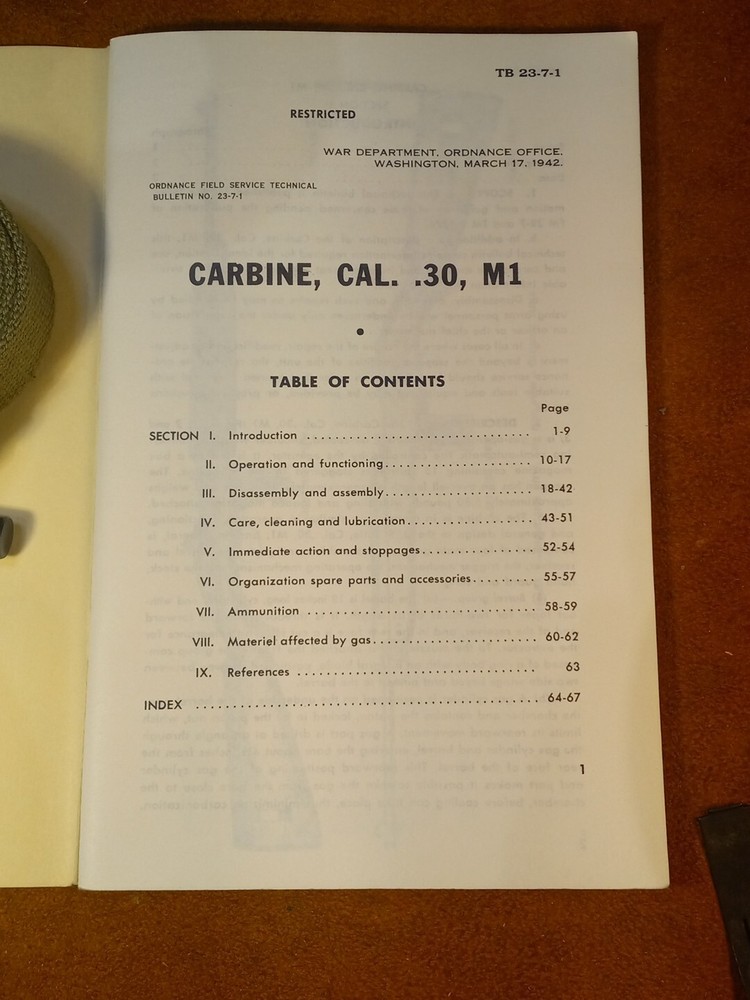 TB 23-7-1
RESTRICTED
WAR DEPARTMENT, ORDNANCE OFFICE,
WASHINGTON, MARCH 17, 1942.
ORDNANCE FIELD SERVICE TECHNICAL
BULLETIN NO. 23-7-1
CARBINE, CAL. .30, M1
•
TABLE OF CONTENTS
Page
SECTION I. Introduction .............................. 1-9
II. Operation and functioning..................... 10-17
III. Disassembly and assembly..................... 18-42
IV. Care, cleaning and lubrication.................. 43-51
V. Immediate action and stoppages................ 52-54
VI. Organization spare parts and accessories......... 55-57
VII. Ammunition ................................ 58-59
VIII. Materiel affected by gas....................... 60-62
IX. References ................................. 63
INDEX ................................................ 64-67
1